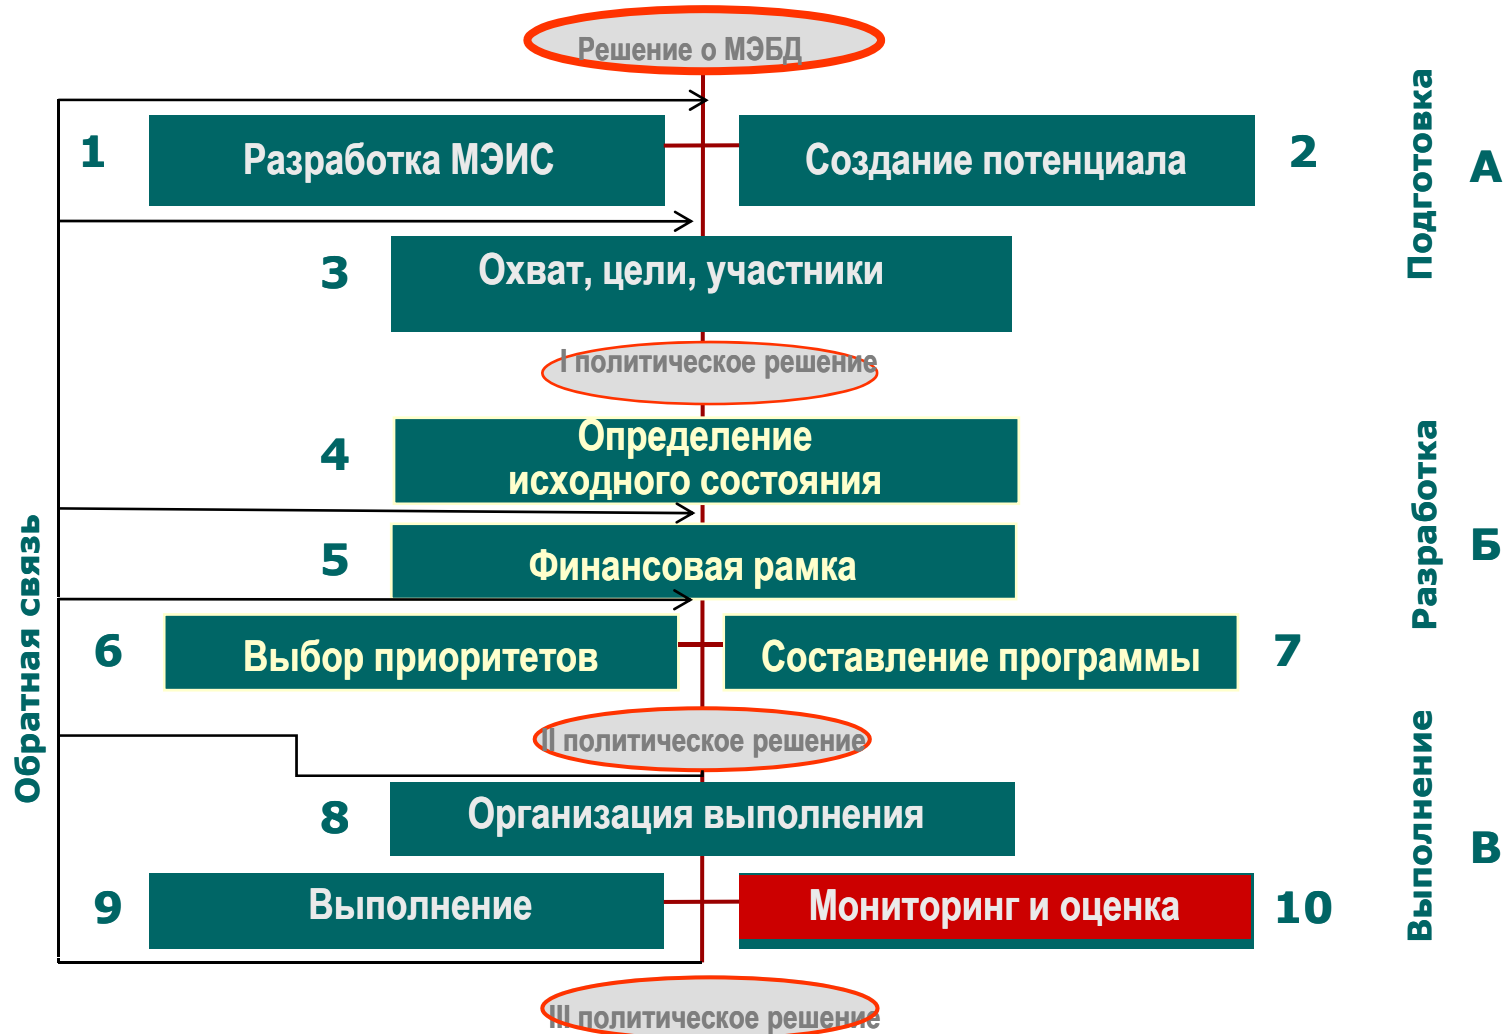 Решение о МЭБД
1
Разработка МЭИС
Создание потенциала
2
Подготовка
А
3
Охват, цели, участники
I политическое решение
4
Определение
исходного состояния
5
Финансовая рамка
Разработка
Б
6
Выбор приоритетов
Составление программы
7
Обратная связь
II политическое решение
8
Организация выполнения
Выполнение
В
9
Выполнение
Мониторинг и оценка
10
III политическое решение